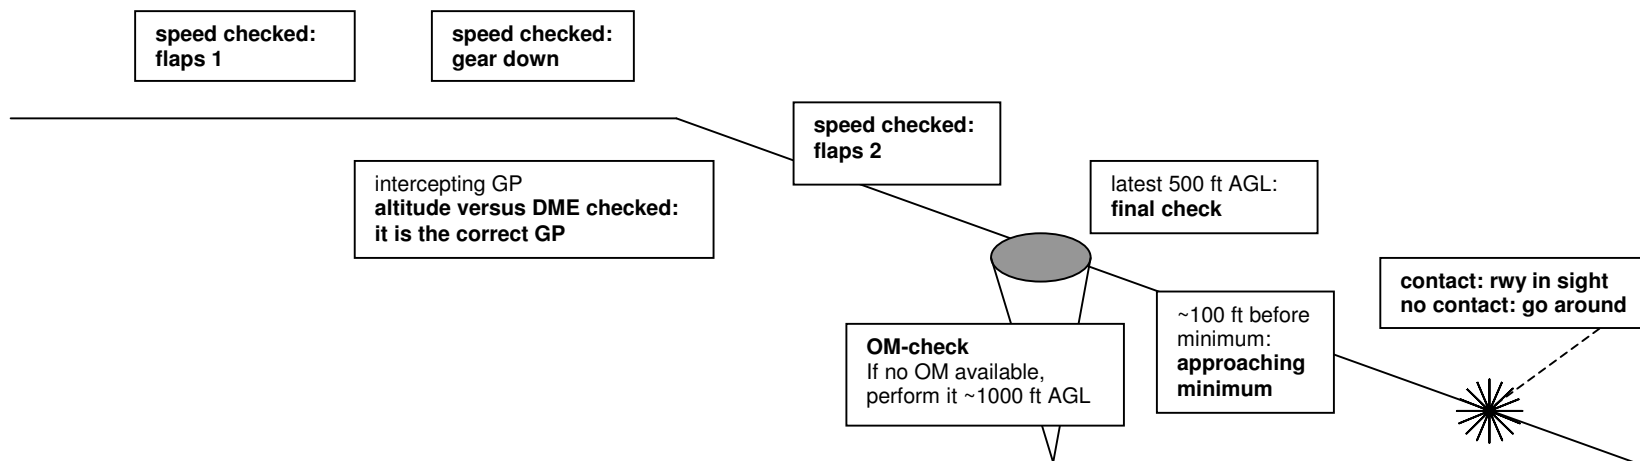 speed checked:
flaps 1
speed checked:
gear down
speed checked:
flaps 2
intercepting GP
altitude versus DME checked:
it is the correct GP
latest 500 ft AGL:
final check
contact: rwy in sight
no contact: go around
~100 ft before
minimum:
approaching
minimum
OM-check
If no OM available,
perform it ~1000 ft AGL